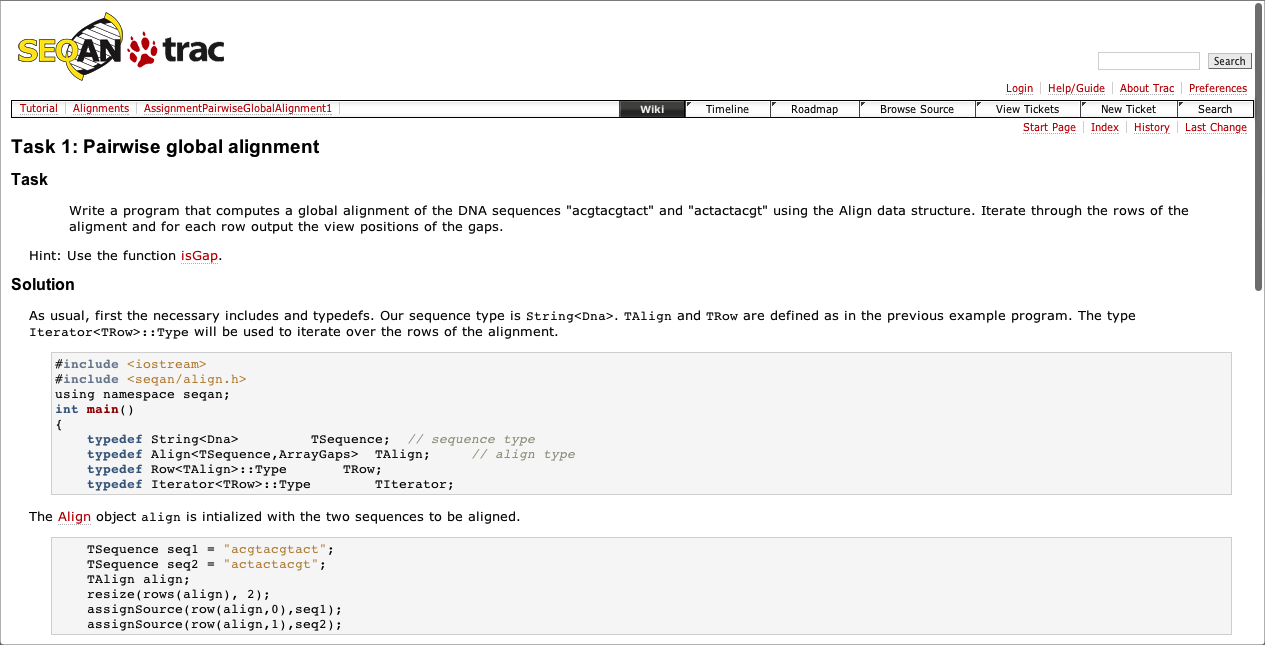 SEQAN trac
Search
Login Help/Guide About Trac Preferences
Tutorial Alignments AssignmentPairwiseGlobalAlignment1 Wiki Timeline Roadmap Browse Source View Tickets New Ticket Search
Start Page Index History Last Change
Task 1: Pairwise global alignment
Task
Write a program that computes a global alignment of the DNA sequences "acgtacgtact" and "actactacgt" using the Align data structure. Iterate through the rows of the
aligment and for each row output the view positions of the gaps.
Hint: Use the function isGap.
Solution
As usual, first the necessary includes and typedefs. Our sequence type is String<Dna>. TAlign and TRow are defined as in the previous example program. The type
Iterator<TRow>::Type will be used to iterate over the rows of the alignment.
#include <iostream>
#include <seqan/align.h>
using namespace seqan;
int main()
{
    typedef String<Dna>         TSequence;  // sequence type
    typedef Align<TSequence,ArrayGaps>  TAlign;     // align type
    typedef Row<TAlign>::Type       TRow;
    typedef Iterator<TRow>::Type        TIterator;
The Align object align is intialized with the two sequences to be aligned.
    TSequence seq1 = "acgtacgtact";
    TSequence seq2 = "actactacgt";
    TAlign align;
    resize(rows(align), 2);
    assignSource(row(align,0),seq1);
    assignSource(row(align,1),seq2);